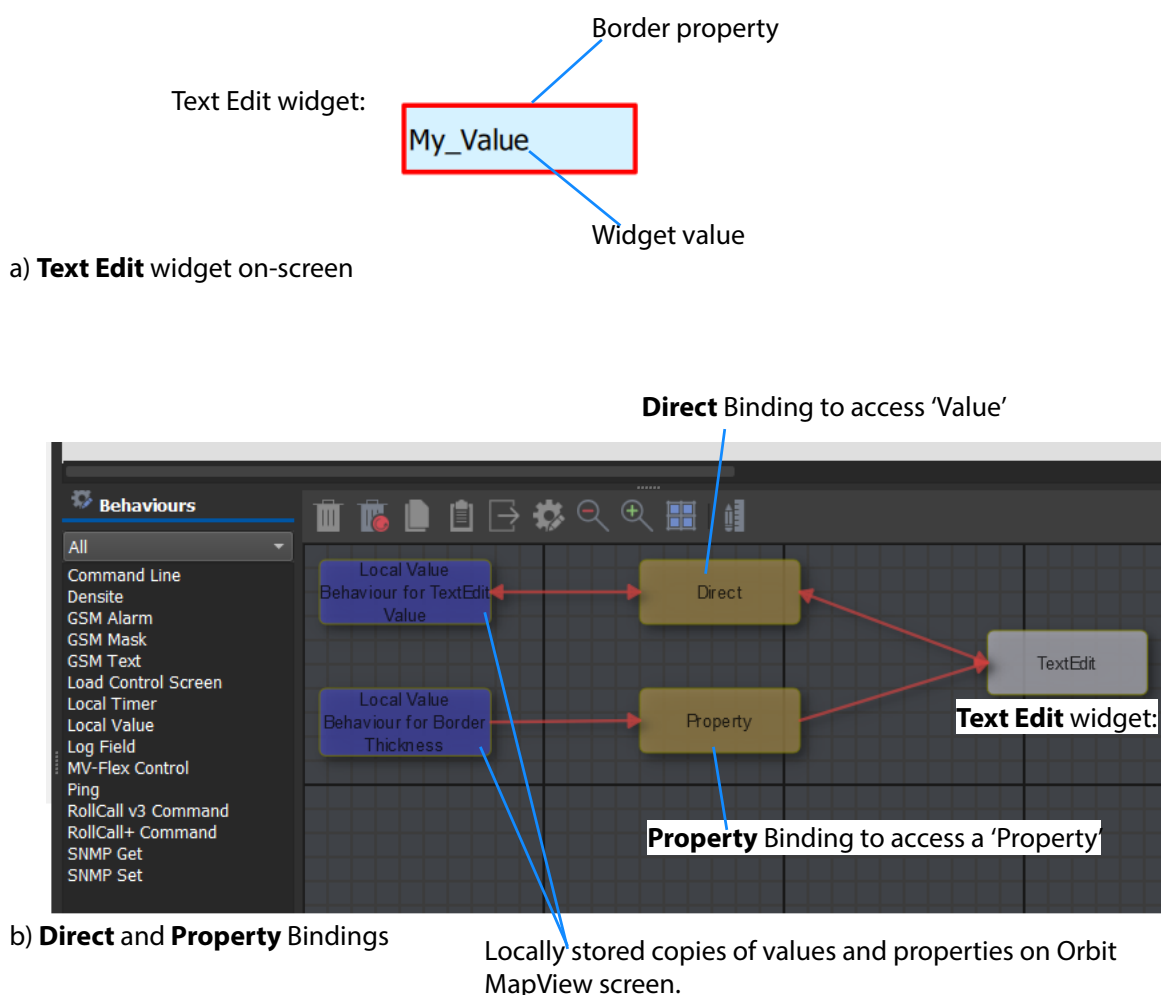 Border property
Text Edit widget:
My_Value
Widget value
a) Text Edit widget on-screen
Direct Binding to access ‘Value’
Behaviours
All
Command Line
Densite
GSM Alarm
GSM Mask
GSM Text
Load Control Screen
Local Timer
Local Value
Log Field
MV-Flex Control
Ping
RollCall v3 Command
RollCall+ Command
SNMP Get
SNMP Set
Local Value
Behaviour for TextEdit
Value
Direct
TextEdit
Text Edit widget:
Local Value
Behaviour for Border
Thickness
Property
Property Binding to access a ‘Property’
b) Direct and Property Bindings
Locally stored copies of values and properties on Orbit
MapView screen.